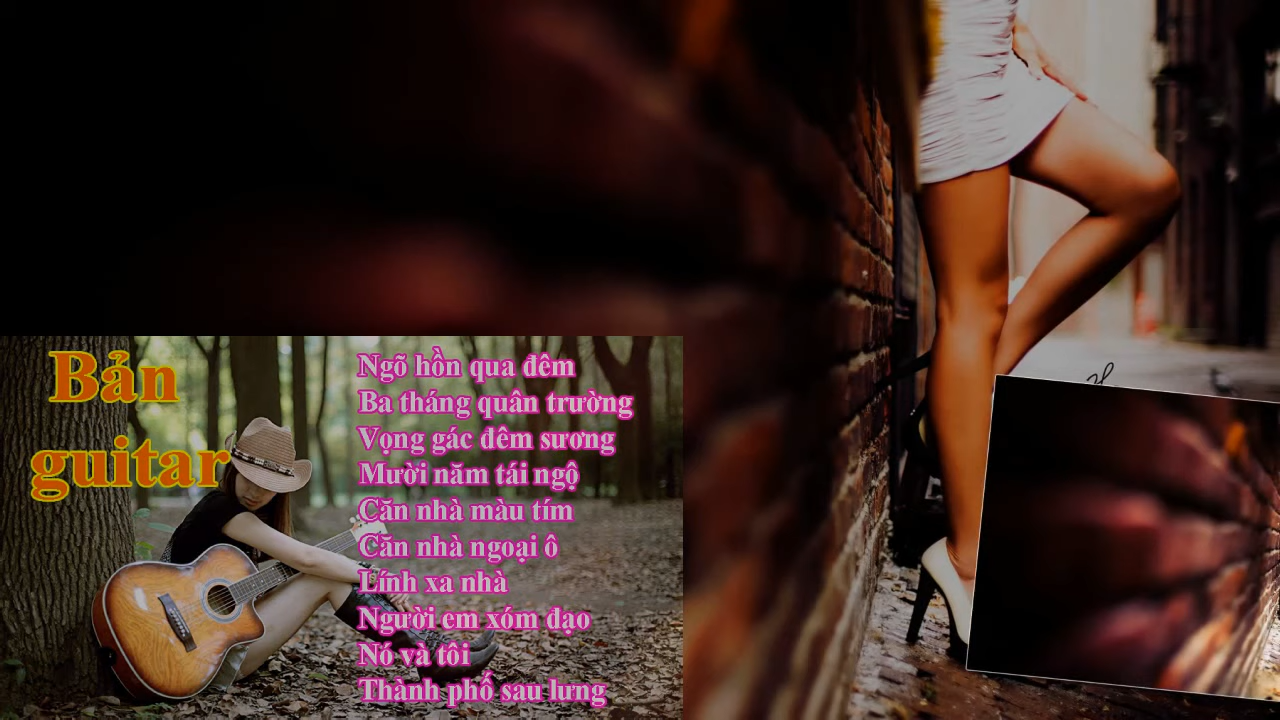 Bản
guitar
Ngõ hồn qua đêm
Ba tháng quân trường
Vọng gác đêm sương
Mười năm tái ngộ
Căn nhà màu tím
Căn nhà ngoại ô
Lính xa nhà
Người em xóm đạo
Nó và tôi
Thành phố sau lưng